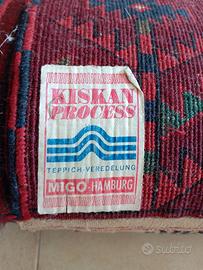 KISKAN
PROCESS
TEPPICH-VEREDELUNG
MIGO-HAMBURG
subito